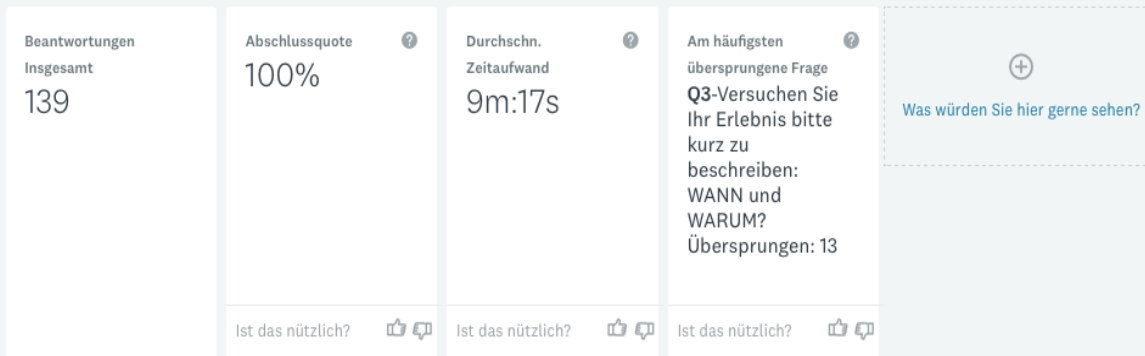 Beantwortungen
Insgesamt
139
Abschlussquote
100%
Ist das nützlich?
Durchschn.
Zeitaufwand
9m:17s
Ist das nützlich?
Am häufigsten
übersprungene Frage
Q3-Versuchen Sie
Ihr Erlebnis bitte
kurz zu
beschreiben:
WANN und
WARUM?
Übersprungen: 13
Ist das nützlich?
Was würden Sie hier gerne sehen?